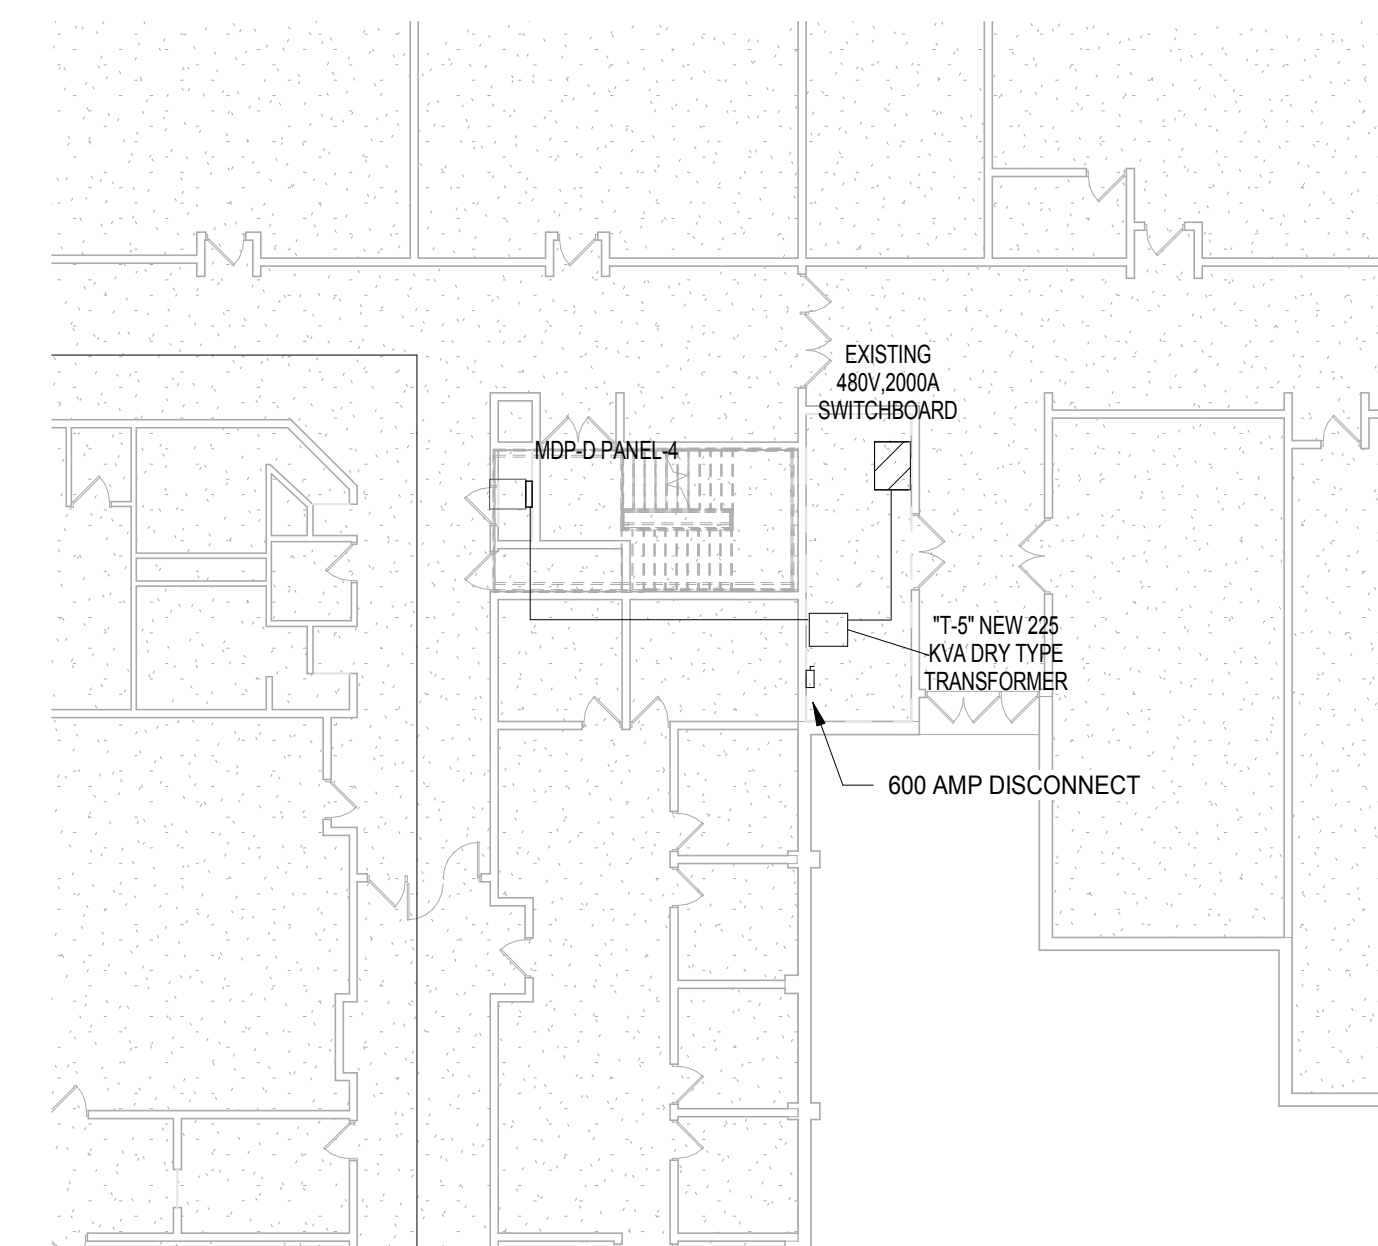 EXISTING
480V,2000A
SWITCHBOARD
MDP-D PANEL-4
"T-5" NEW 225
KVA DRY TYPE
TRANSFORMER
600 AMP DISCONNECT